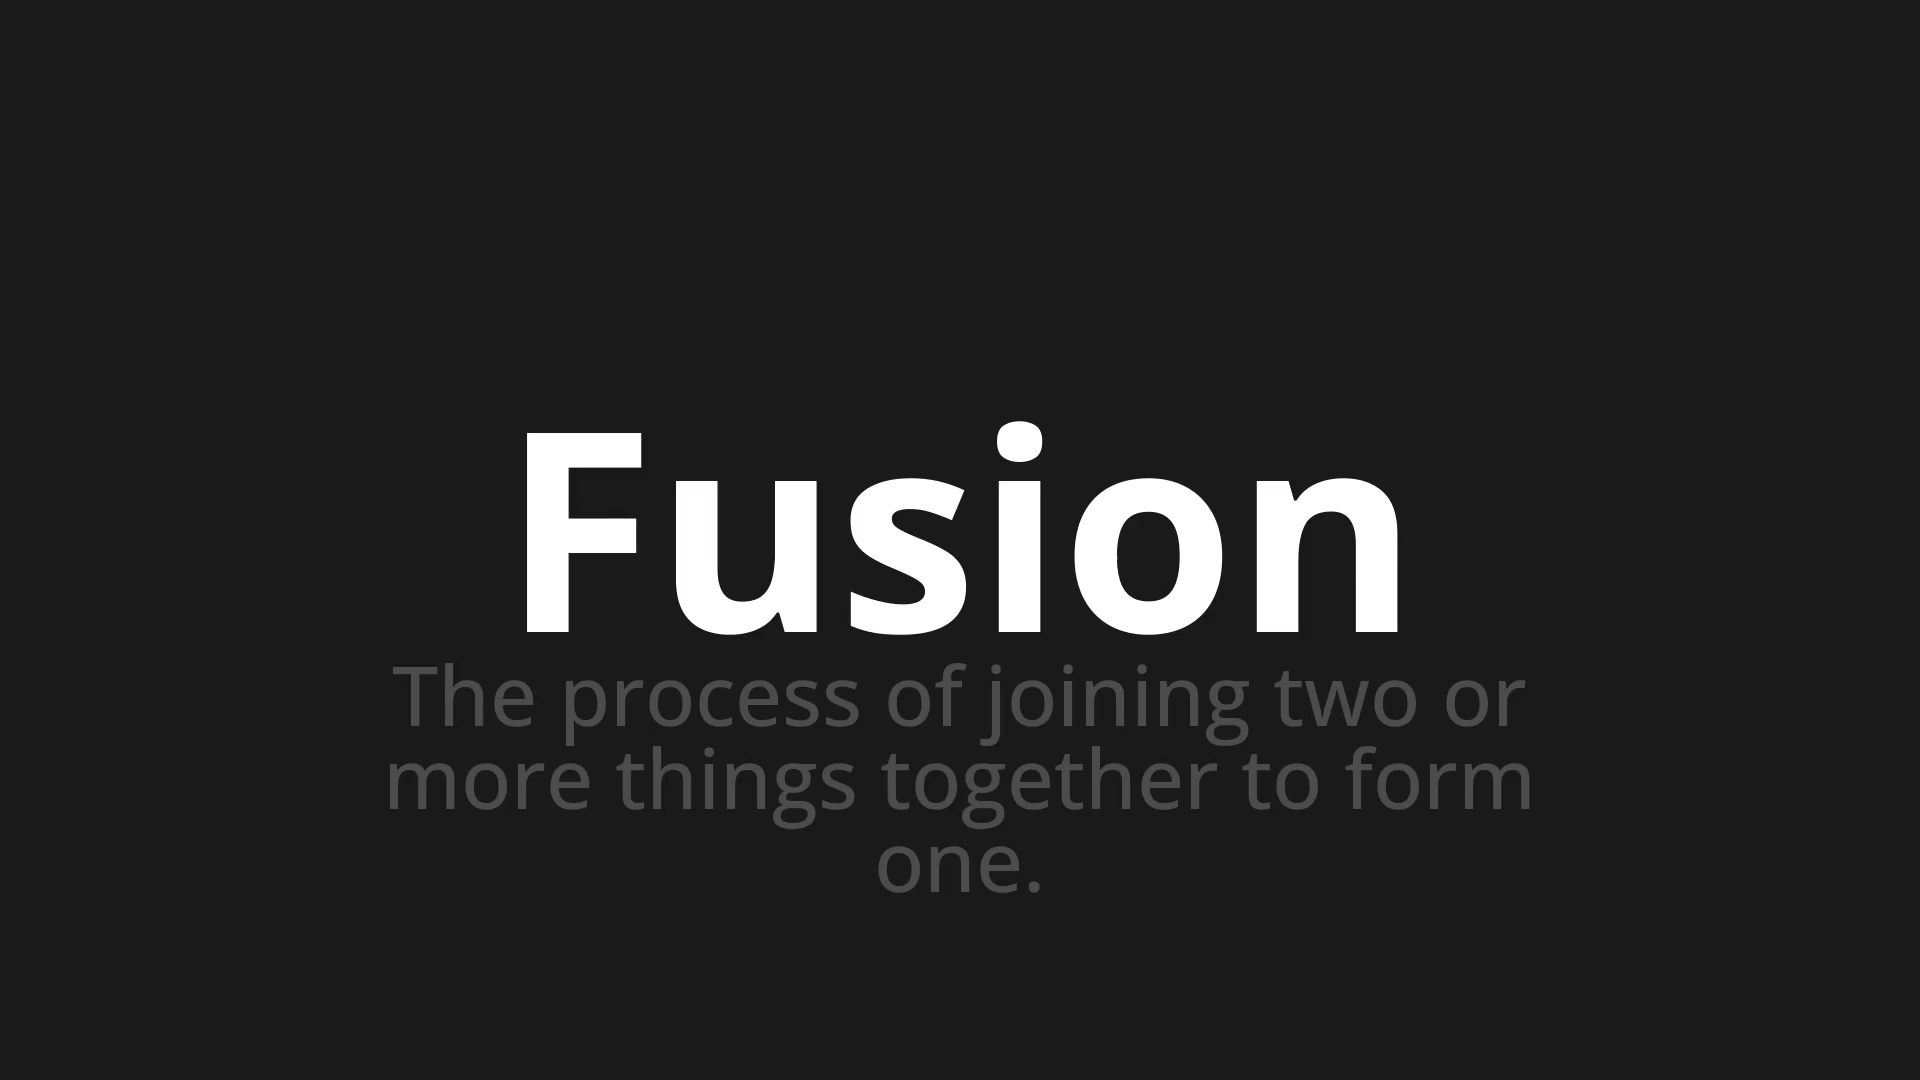 Fusion
The process of joining two or
more things together to form
one.